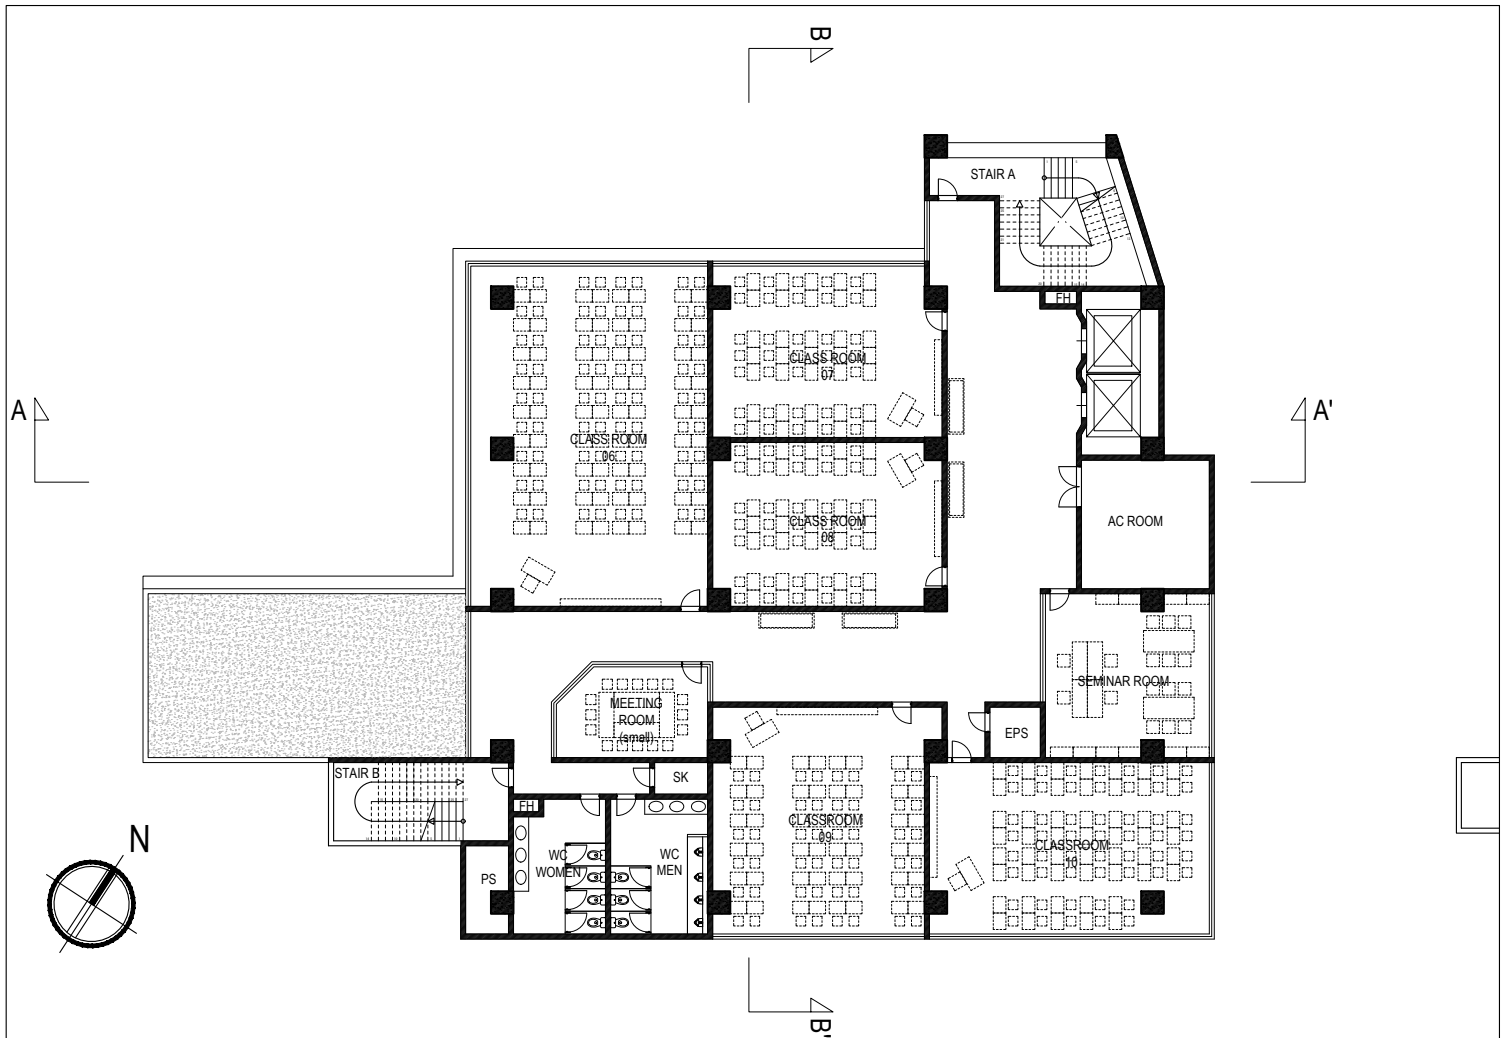 B
STAIR A
FH
CLASS ROOM
07
A
A'
CLASS ROOM
06
CLASS ROOM
08
AC ROOM
SEMINAR ROOM
MEETING
ROOM
(small)
EPS
STAIR B
SK
FH
CLASSROOM
09
N
CLASSROOM
10
WC
WOMEN
WC
MEN
PS
B'